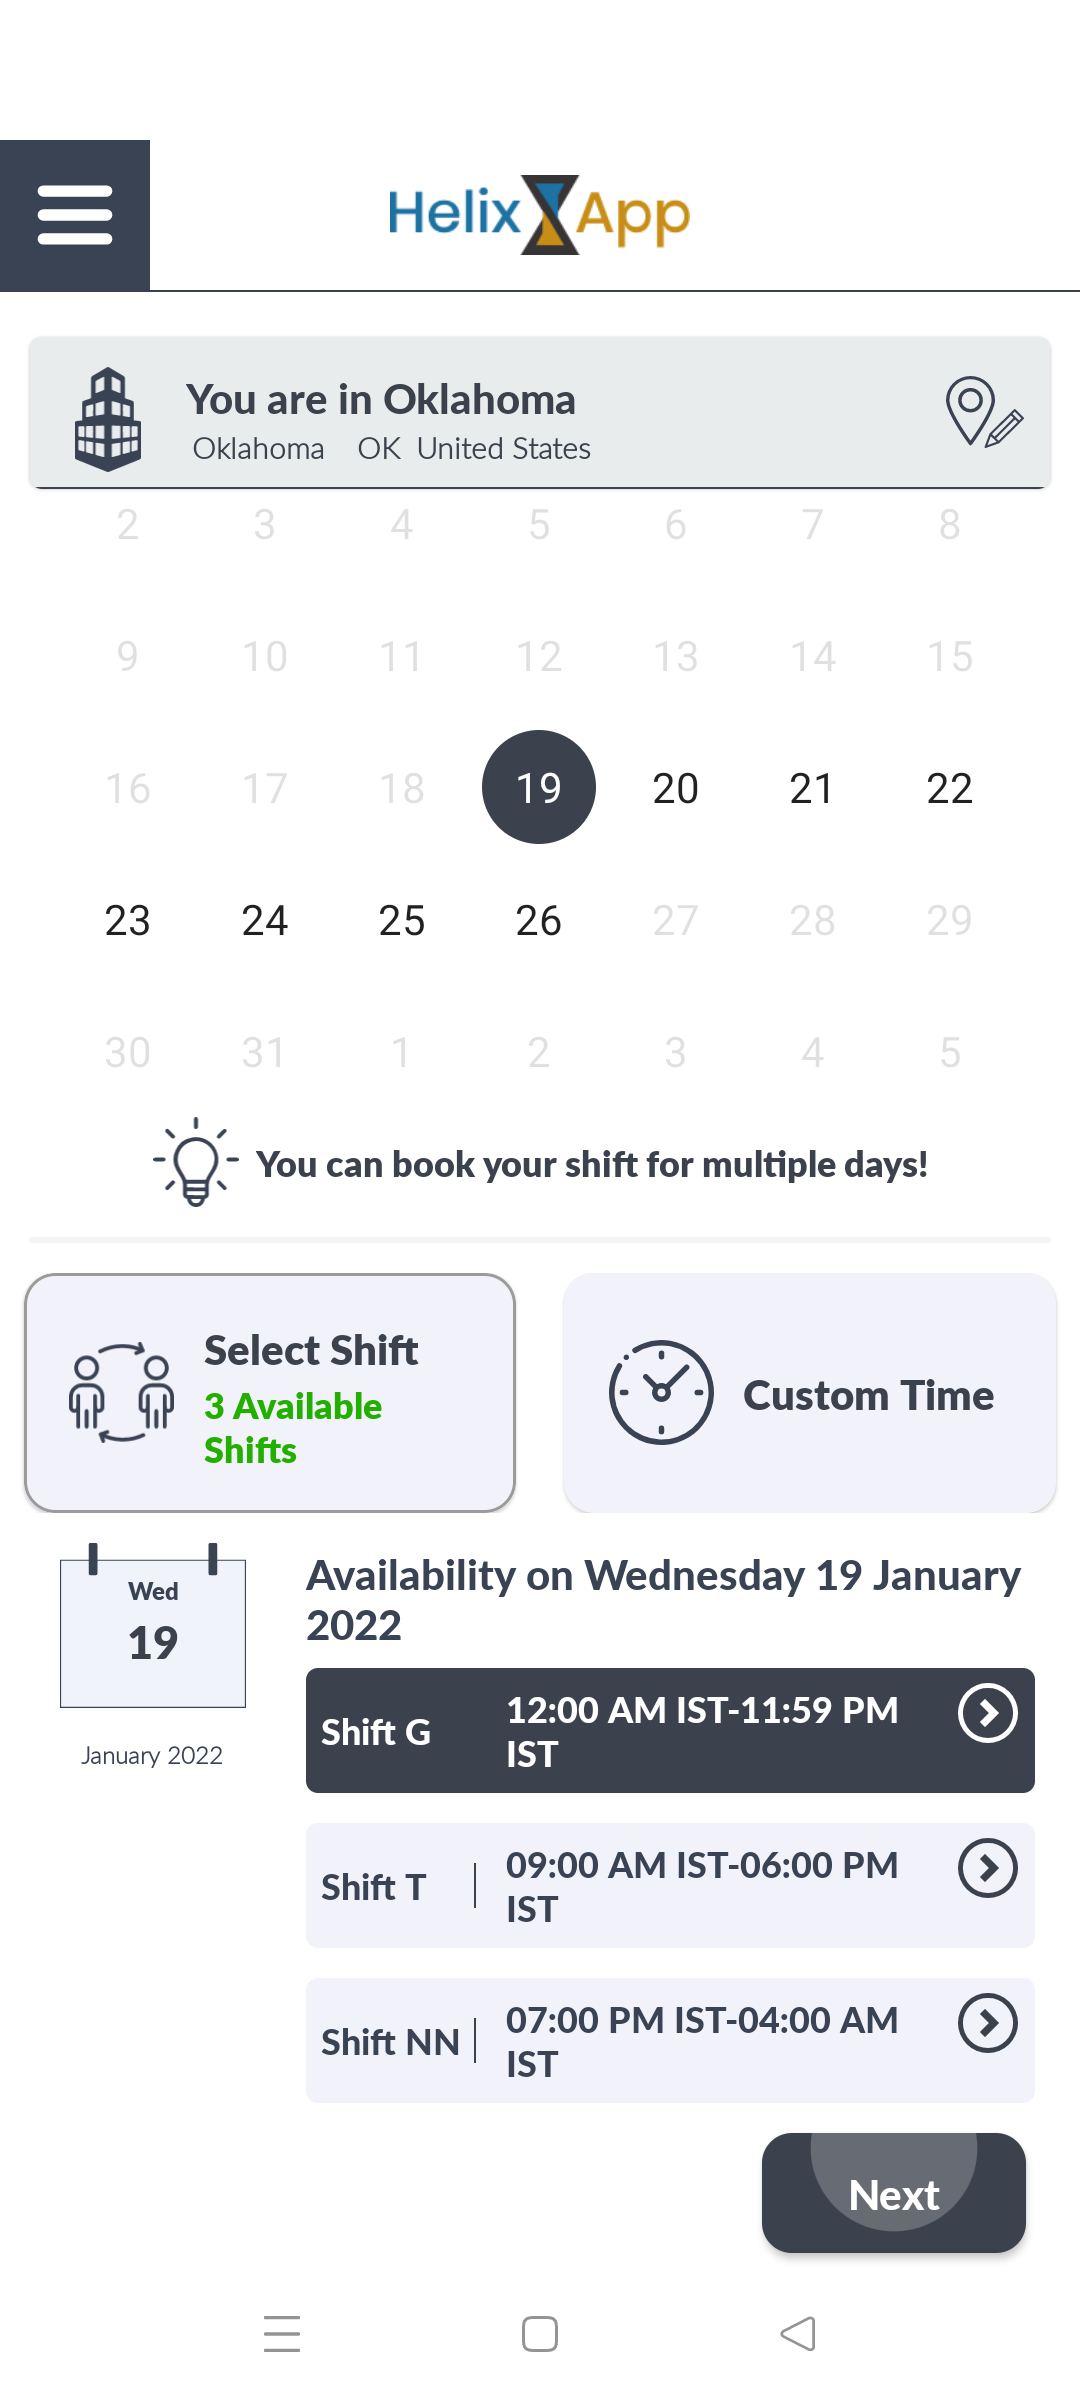 Helix App
You are in Oklahoma
Oklahoma OK United States
2 3 4 5 6 7 8
9 10 11 12 13 14 15
16 17 18 19 20 21 22
23 24 25 26 27 28 29
30 31 1 2 3 4 5
You can book your shift for multiple days!
Select Shift
3 Available
Shifts
Custom Time
Wed
19
January 2022
Availability on Wednesday 19 January
2022
Shift G
12:00 AM IST-11:59 PM
IST
Shift T
09:00 AM IST-06:00 PM
IST
Shift NN
07:00 PM IST-04:00 AM
IST
Next